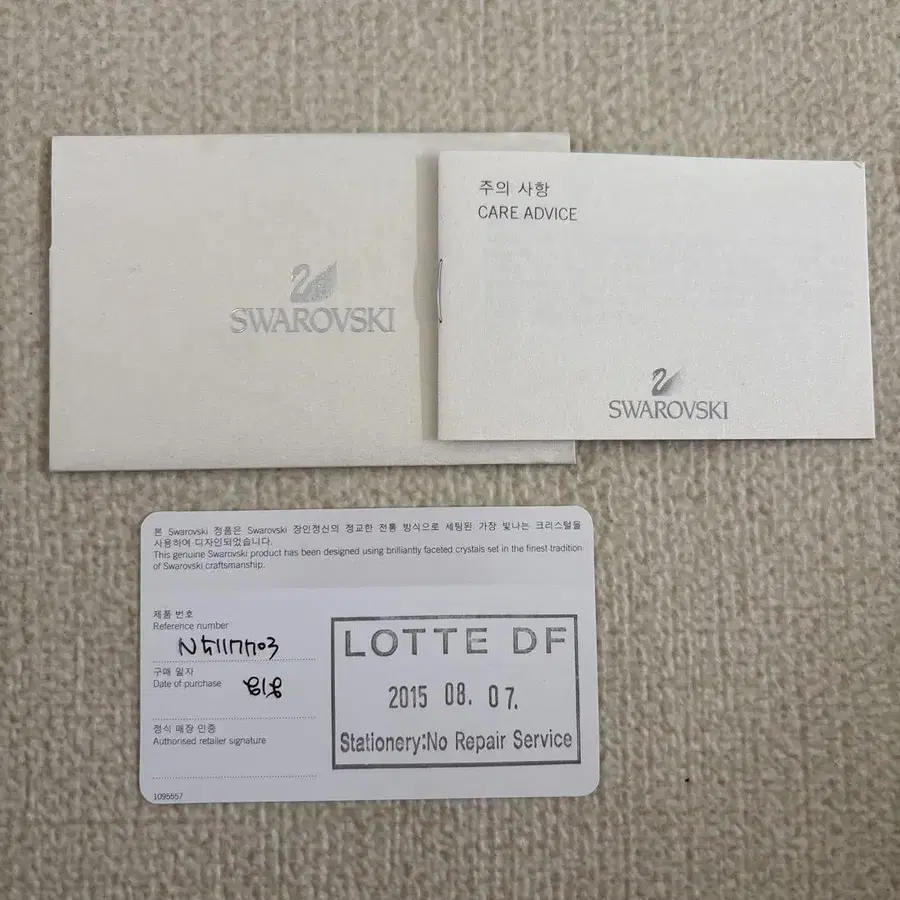 SWAROVSKI
주의 사항
CARE ADVICE
SWAROVSKI
본 Swarovski 정품은 Swarovski 장인정신의 정교한 전통 방식으로 세팅된 가장 빛나는 크리스털을
사용하여 디자인되었습니다.
This genuine Swarovski product has been designed using brilliantly faceted crystals set in the finest tradition
of Swarovski craftsmanship.
제품 번호
Reference number
구매 일자
Date of purchase
정식 매장 인증
Authorised retailer signature
1095557
LOTTE DF
2015 08. 07.
Stationery:No Repair Service